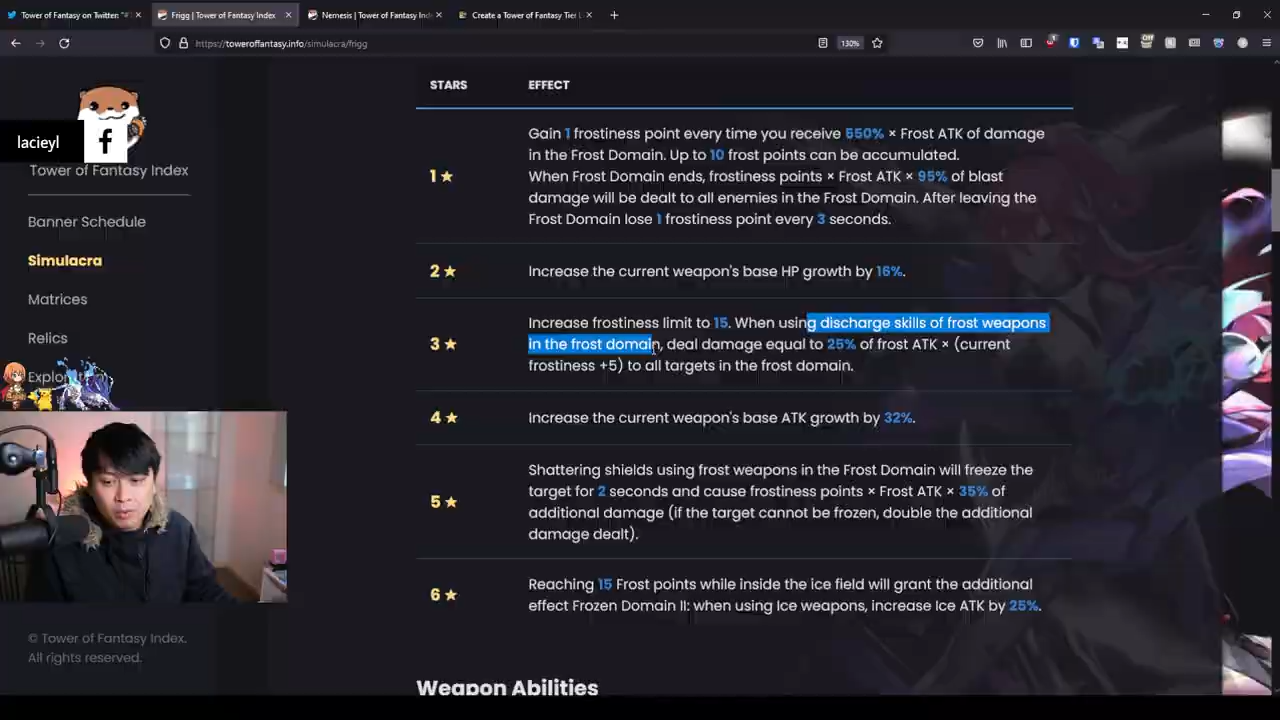 Tower of Fantasy on Twitter: "#T
Frigg | Tower of Fantasy Index
Nemesis | Tower of Fantasy Inde
Create a Tower of Fantasy Tier L
https://toweroffantasy.info/simulacra/frigg
130%
lacieyl
Tower of Fantasy Index
Banner Schedule
Simulacra
Matrices
Relics
© Tower of Fantasy Index.
All rights reserved.
STARS EFFECT
1 ★
Gain 1 frostiness point every time you receive 550% × Frost ATK of damage
in the Frost Domain. Up to 10 frost points can be accumulated.
When Frost Domain ends, frostiness points × Frost ATK × 95% of blast
damage will be dealt to all enemies in the Frost Domain. After leaving the
Frost Domain lose 1 frostiness point every 3 seconds.
2 ★ Increase the current weapon's base HP growth by 16%.
3 ★
Increase frostiness limit to 15. When using discharge skills of frost weapons
in the frost domain, deal damage equal to 25% of frost ATK × (current
frostiness +5) to all targets in the frost domain.
4 ★ Increase the current weapon's base ATK growth by 32%.
5 ★
Shattering shields using frost weapons in the Frost Domain will freeze the
target for 2 seconds and cause frostiness points × Frost ATK × 35% of
additional damage (if the target cannot be frozen, double the additional
damage dealt).
6 ★
Reaching 15 Frost points while inside the ice field will grant the additional
effect Frozen Domain II: when using Ice weapons, increase Ice ATK by 25%.
Weapon Abilities